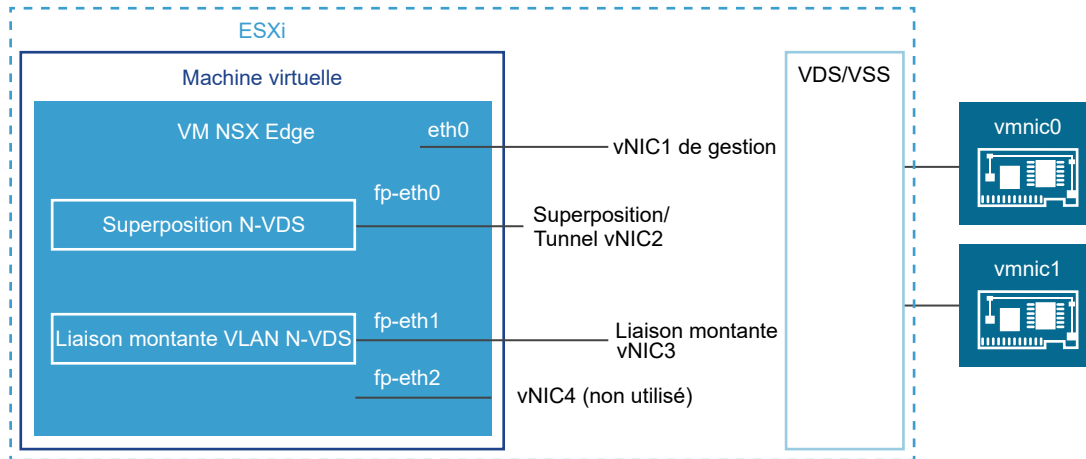 ESXi
Machine virtuelle
VDS/VSS
VM NSX Edge
eth0
vNIC1 de gestion
vmnic0
fp-eth0
Superposition N-VDS
Superposition/
Tunnel vNIC2
vmnic1
fp-eth1
Liaison montante VLAN N-VDS
Liaison montante
vNIC3
fp-eth2
vNIC4 (non utilisé)